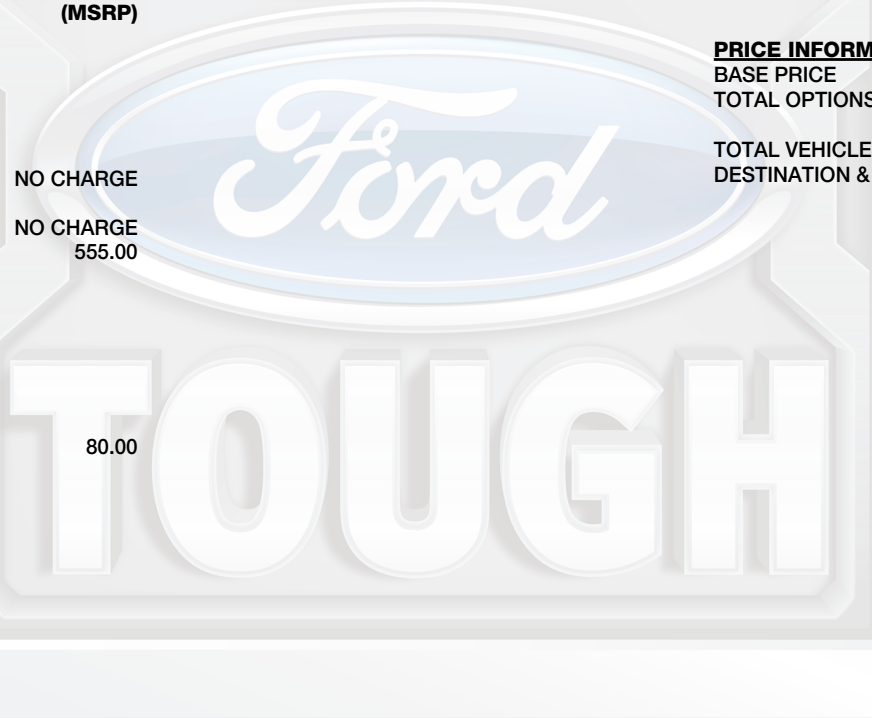 (MSRP)
PRICE INFORM
BASE PRICE
TOTAL OPTIONS
TOTAL VEHICLE
DESTINATION &
NO CHARGE
NO CHARGE
555.00
80.00
Ford
TOUGH